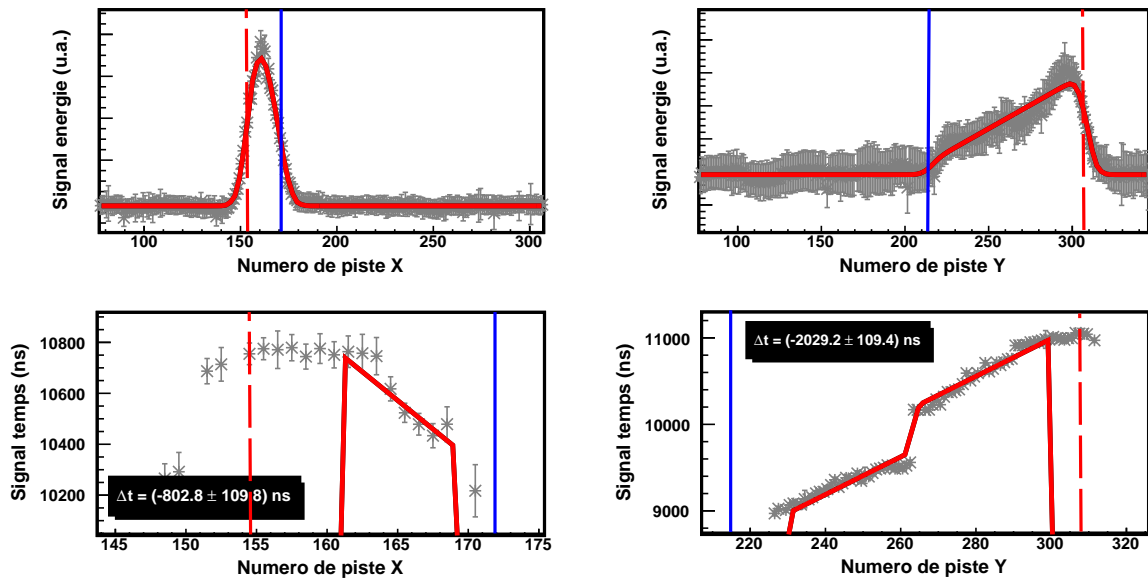 Signal energie (u.a.)
100 150 200 250 300
Numero de piste X
Signal energie (u.a.)
100 150 200 250 300
Numero de piste Y
Signal temps (ns)
10800
10600
10400
10200
Δt = (-802.8 ± 109.8) ns
145 150 155 160 165 170 175
Numero de piste X
Signal temps (ns)
11000
10000
9000
Δt = (-2029.2 ± 109.4) ns
220 240 260 280 300 320
Numero de piste Y